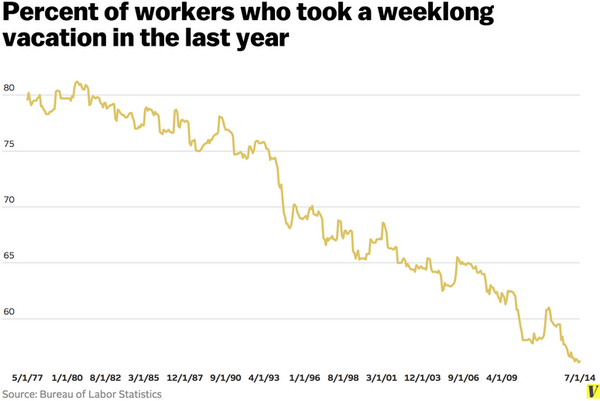 Percent of workers who took a weeklong
vacation in the last year
80
75
70
65
60
5/1/77 1/1/80 8/1/82 3/1/85 12/1/87 9/1/90 4/1/93 1/1/96 8/1/98 3/1/01 12/1/03 9/1/06 4/1/09 7/1/14
Source: Bureau of Labor Statistics
V